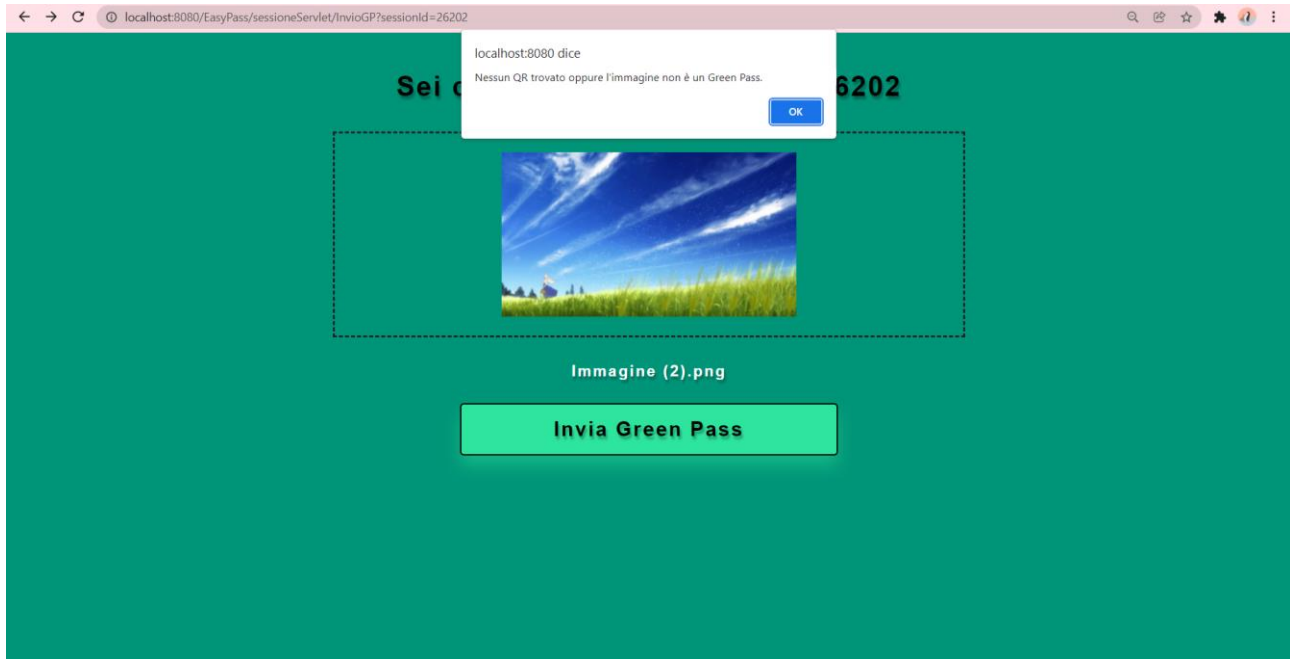 localhost:8080/EasyPass/sessioneServlet/InvioGP?sessionId=26202
localhost:8080 dice
Nessun QR trovato oppure l'immagine non è un Green Pass.
OK
Sei 6202
Immagine (2).png
Invia Green Pass